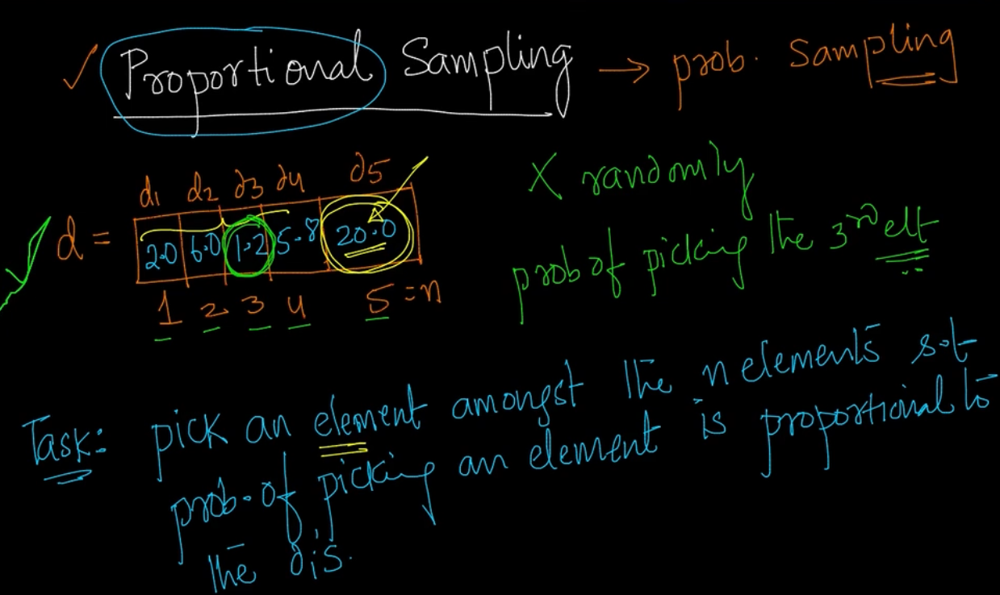 ✓ Proportional Sampling → prob. Sampling
d1 d2 d3 d4 d5
d = 2.0 6.0 1.2 5.8 20.0
1 2 3 4 5 = n
X randomly
prob of picking the 3rd elt
Task: pick an element amongst the n elements s.t
prob. of picking an element is proportional to
the di's.